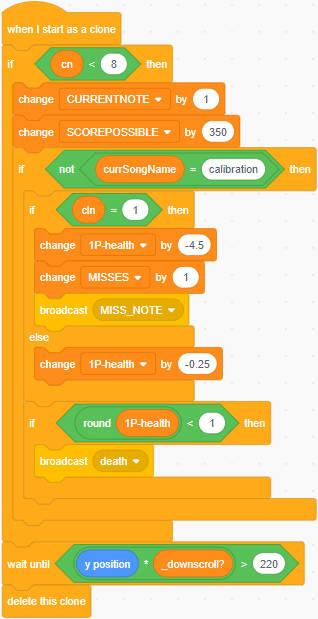 when I start as a clone
if cn < 8 then
change CURRENTNOTE by 1
change SCOREPOSSIBLE by 350
if not currSongName = calibration then
if cln = 1 then
change 1P-health by -4.5
change MISSES by 1
broadcast MISS_NOTE
else
change 1P-health by -0.25
if round 1P-health < 1 then
broadcast death
wait until y position * _downscroll? > 220
delete this clone